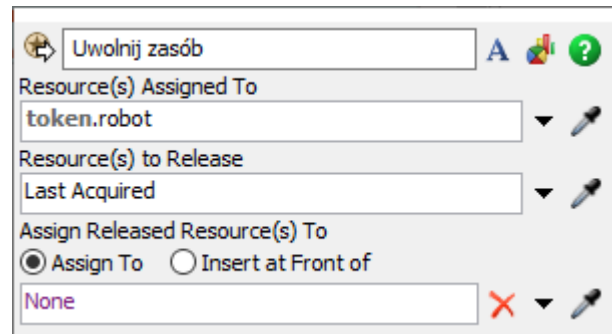 Uwolnij zasób
A
?
Resource(s) Assigned To
token.robot
Resource(s) to Release
Last Acquired
Assign Released Resource(s) To
Assign To Insert at Front of
None